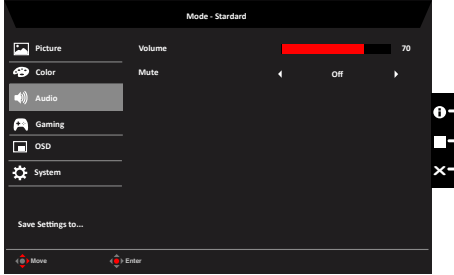 Mode - Stardard
Picture
Volume
70
Color
Mute
Off
Audio
Gaming
OSD
System
Save Settings to...
Move
Enter